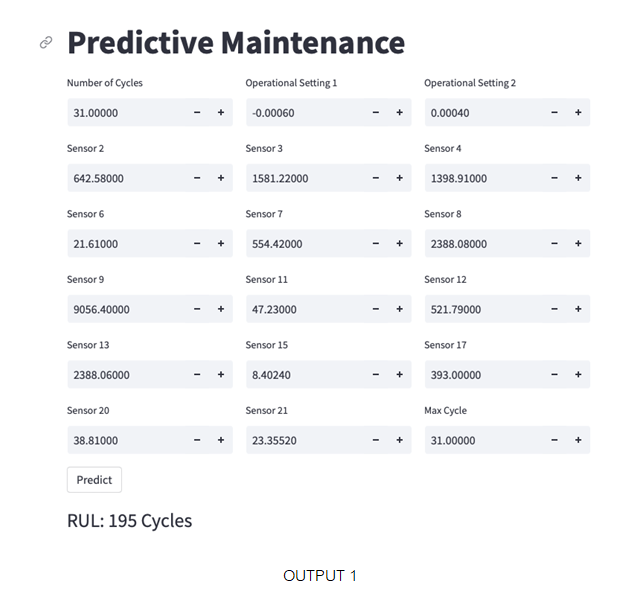 Predictive Maintenance
Number of Cycles Operational Setting 1 Operational Setting 2
31.00000 − + -0.00060 − + 0.00040 − +
Sensor 2 Sensor 3 Sensor 4
642.58000 − + 1581.22000 − + 1398.91000 − +
Sensor 6 Sensor 7 Sensor 8
21.61000 − + 554.42000 − + 2388.08000 − +
Sensor 9 Sensor 11 Sensor 12
9056.40000 − + 47.23000 − + 521.79000 − +
Sensor 13 Sensor 15 Sensor 17
2388.06000 − + 8.40240 − + 393.00000 − +
Sensor 20 Sensor 21 Max Cycle
38.81000 − + 23.35520 − + 31.00000 − +
Predict
RUL: 195 Cycles
OUTPUT 1